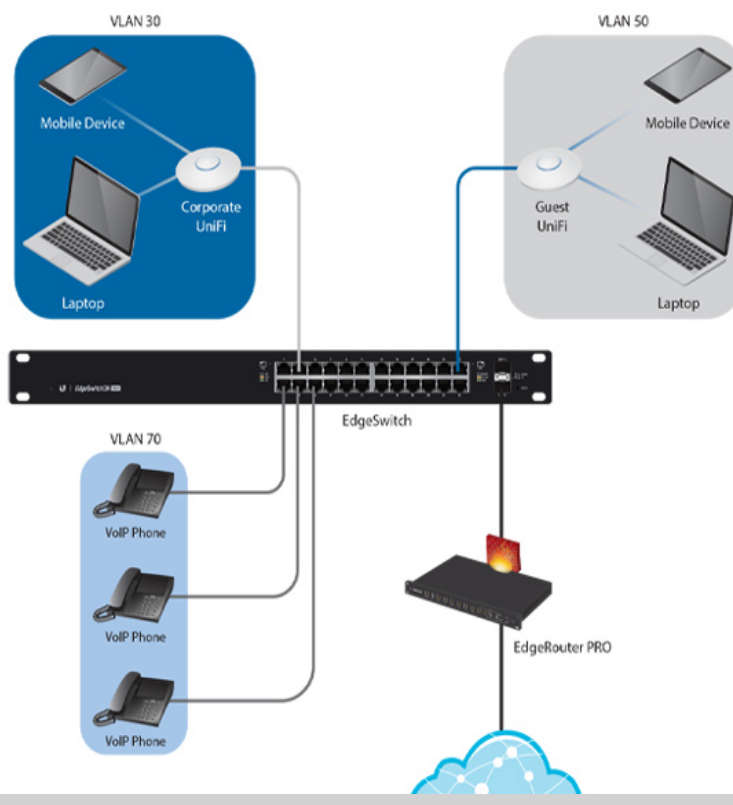 VLAN 30
VLAN 50
Mobile Device
Corporate
UniFi
Laptop
Mobile Device
Guest
UniFi
Laptop
EdgeSwitch
EdgeSwitch
VLAN 70
VoIP Phone
VoIP Phone
VoIP Phone
EdgeRouter PRO